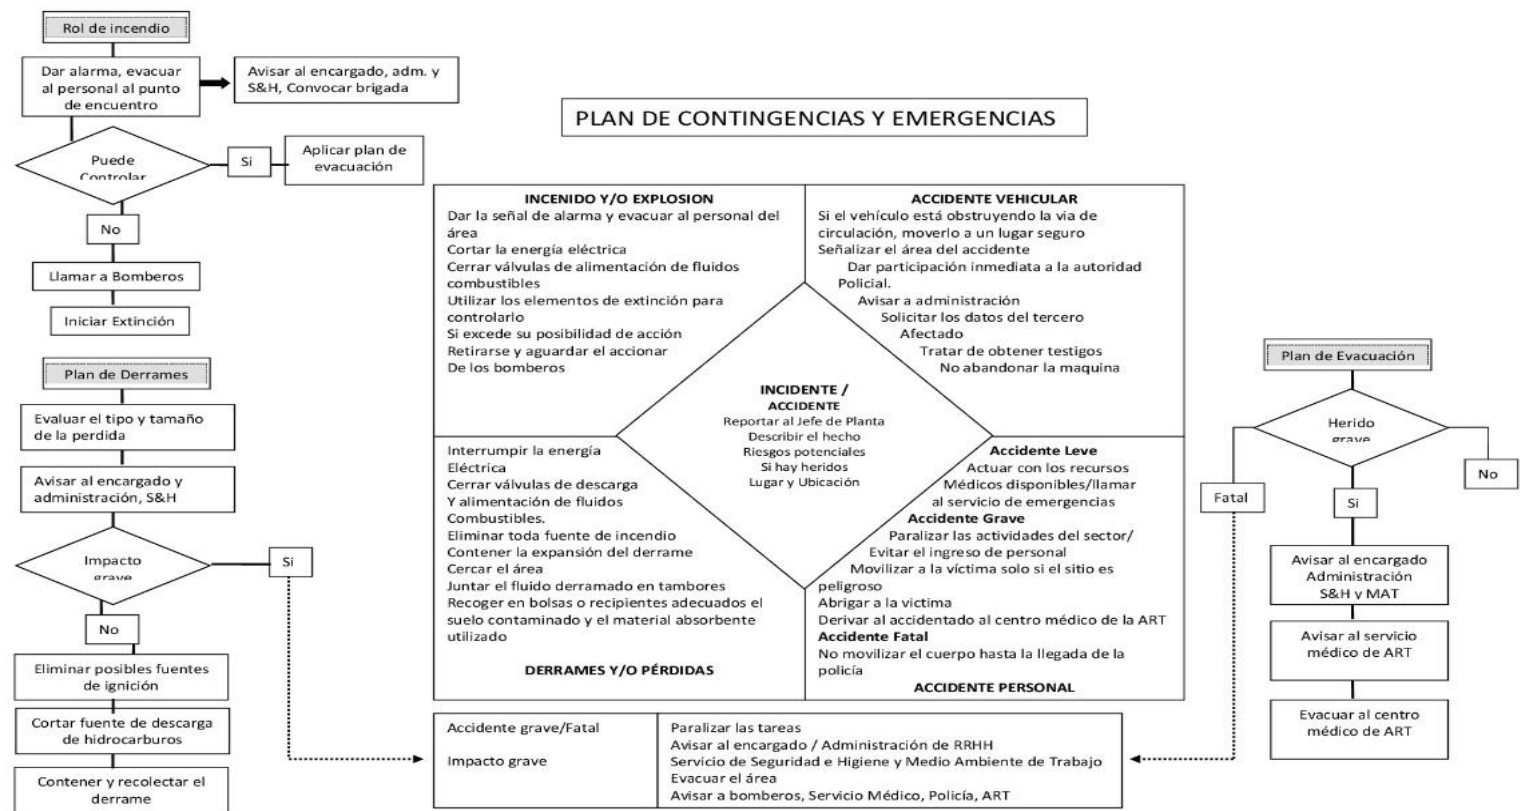 Rol de incendio
Dar alarma, evacuar
al personal al punto
de encuentro
Avisar al encargado, adm. y
S&H, Convocar brigada
Puede
Controlar
Si
Aplicar plan de
evacuación
No
Llamar a Bomberos
Iniciar Extinción
PLAN DE CONTINGENCIAS Y EMERGENCIAS
Plan de Derrames
Evaluar el tipo y tamaño
de la perdida
Avisar al encargado y
administración, S&H
Impacto
grave
Si
No
Eliminar posibles fuentes
de ignición
Cortar fuente de descarga
de hidrocarburos
Contener y recolectar el
derrame
INCENIDO Y/O EXPLOSION
Dar la señal de alarma y evacuar al personal del
área
Cortar la energía eléctrica
Cerrar válvulas de alimentación de fluidos
combustibles
Utilizar los elementos de extinción para
controlarlo
Si excede su posibilidad de acción
Retirarse y aguardar el accionar
De los bomberos
ACCIDENTE VEHICULAR
Si el vehículo está obstruyendo la via de
circulación, moverlo a un lugar seguro
Señalizar el área del accidente
Dar participación inmediata a la autoridad
Policial.
Avisar a administración
Solicitar los datos del tercero
Afectado
Tratar de obtener testigos
No abandonar la maquina
INCIDENTE /
ACCIDENTE
Reportar al Jefe de Planta
Describir el hecho
Riesgos potenciales
Si hay heridos
Lugar y Ubicación
Interrumpir la energía
Eléctrica
Cerrar válvulas de descarga
Y alimentación de fluidos
Combustibles.
Eliminar toda fuente de incendio
Contener la expansión del derrame
Cercar el área
Juntar el fluido derramado en tambores
Recoger en bolsas o recipientes adecuados el
suelo contaminado y el material absorbente
utilizado
DERRAMES Y/O PÉRDIDAS
Accidente Leve
Actuar con los recursos
Médicos disponibles/llamar
al servicio de emergencias
Accidente Grave
Paralizar las actividades del sector/
Evitar el ingreso de personal
Movilizar a la víctima solo si el sitio es
peligroso
Abrigar a la victima
Derivar al accidentado al centro médico de la ART
Accidente Fatal
No movilizar el cuerpo hasta la llegada de la
policía
ACCIDENTE PERSONAL
Accidente grave/Fatal
Impacto grave
Paralizar las tareas
Avisar al encargado / Administración de RRHH
Servicio de Seguridad e Higiene y Medio Ambiente de Trabajo
Evacuar el área
Avisar a bomberos, Servicio Médico, Policía, ART
Plan de Evacuación
Herido
grave
Fatal
Si
No
Avisar al encargado
Administración
S&H y MAT
Avisar al servicio
médico de ART
Evacuar al centro
médico de ART